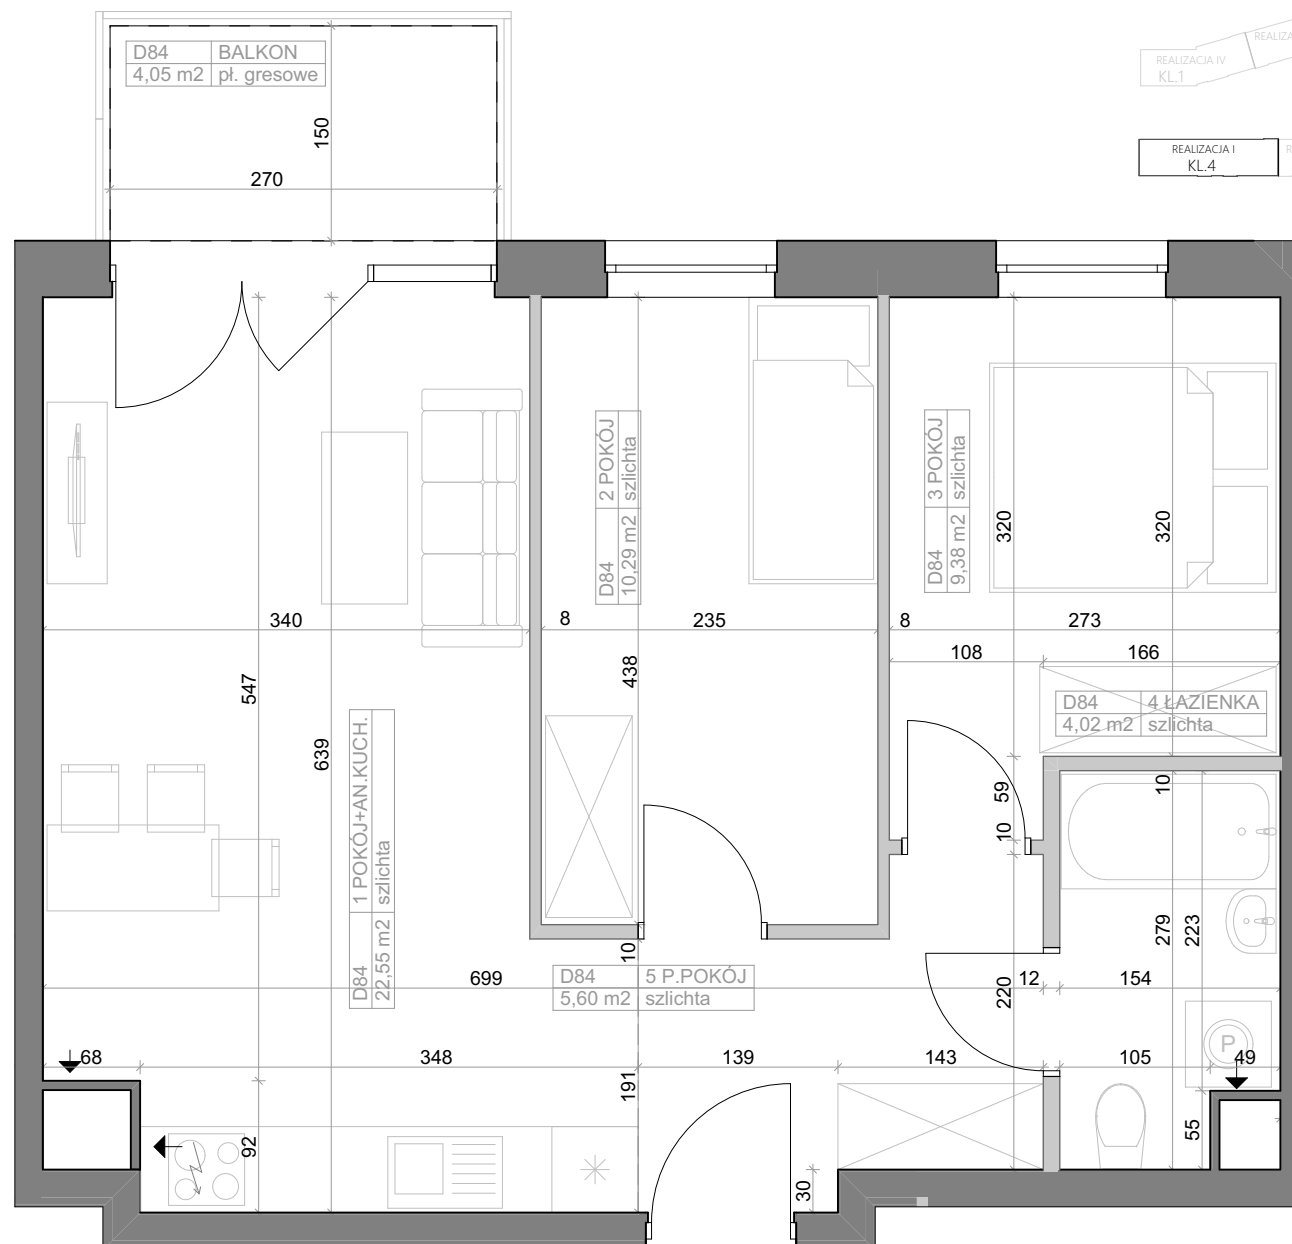 D84 BALKON
4,05 m2 pł. gresowe
REALIZACJA IV
KL.1
REALIZACJA I
KL.4
150
270
D84 2 POKÓJ
10,29 m2 szlichta
D84 3 POKÓJ
9,38 m2 szlichta
320
320
340
8
235
8
273
108
166
547
639
438
D84 4 ŁAZIENKA
4,02 m2 szlichta
D84 1 POKÓJ+AN.KUCH.
22,55 m2 szlichta
59
10
10
279
223
10
699
D84 5 P.POKÓJ
5,60 m2 szlichta
220
12
154
68
348
139
143
105
49
P
191
92
55
30